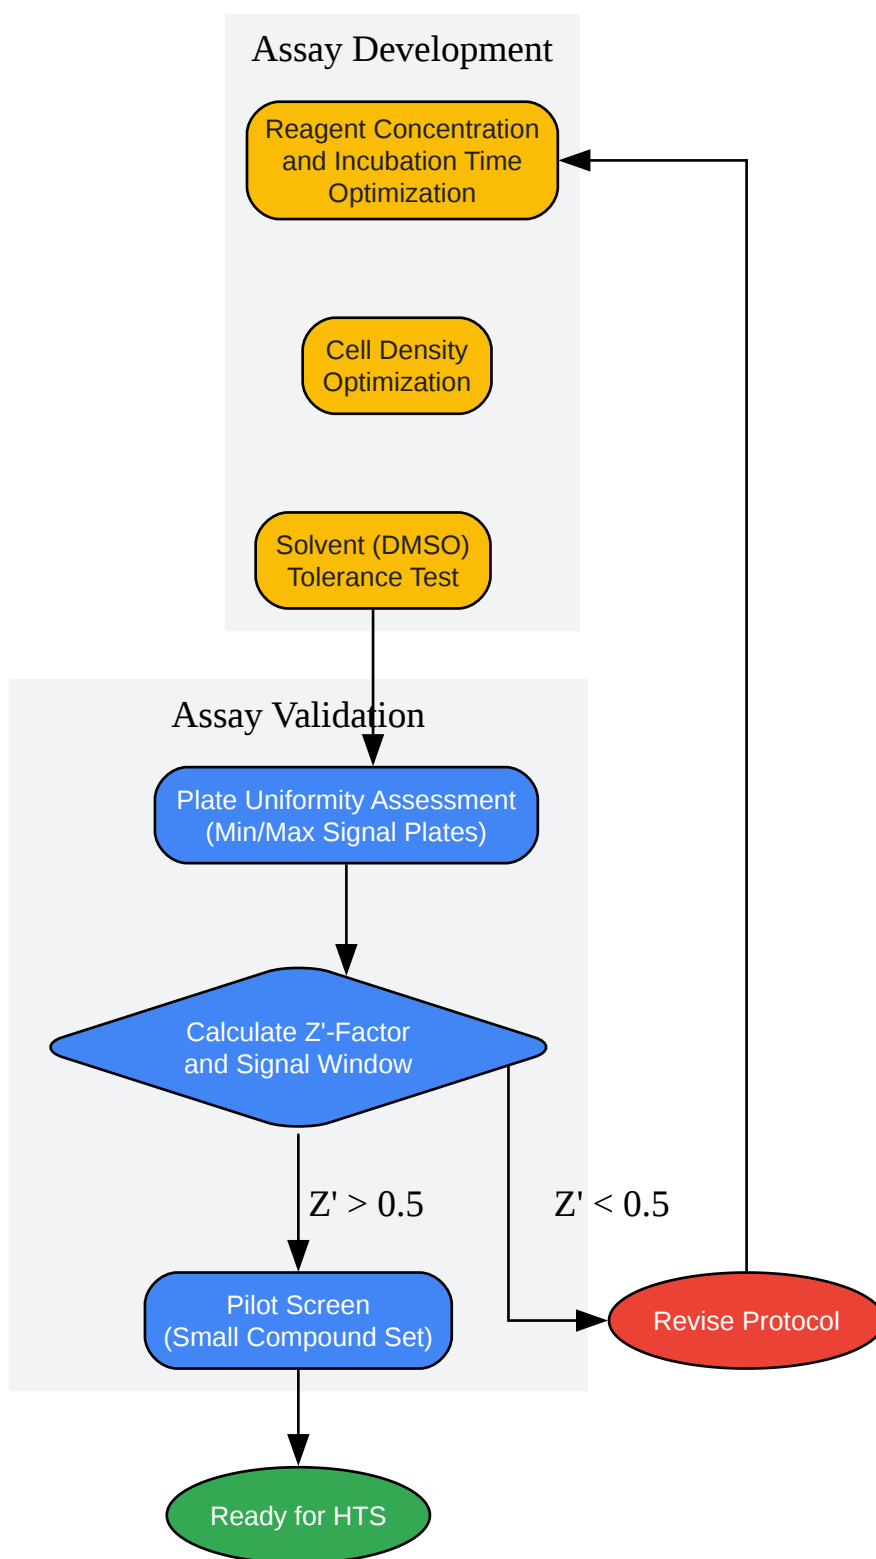 Assay Development
Reagent Concentration
and Incubation Time
Optimization
Cell Density
Optimization
Solvent (DMSO)
Tolerance Test
Assay Validation
Plate Uniformity Assessment
(Min/Max Signal Plates)
Calculate Z'-Factor
and Signal Window
Z' > 0.5
Z' < 0.5
Pilot Screen
(Small Compound Set)
Revise Protocol
Ready for HTS